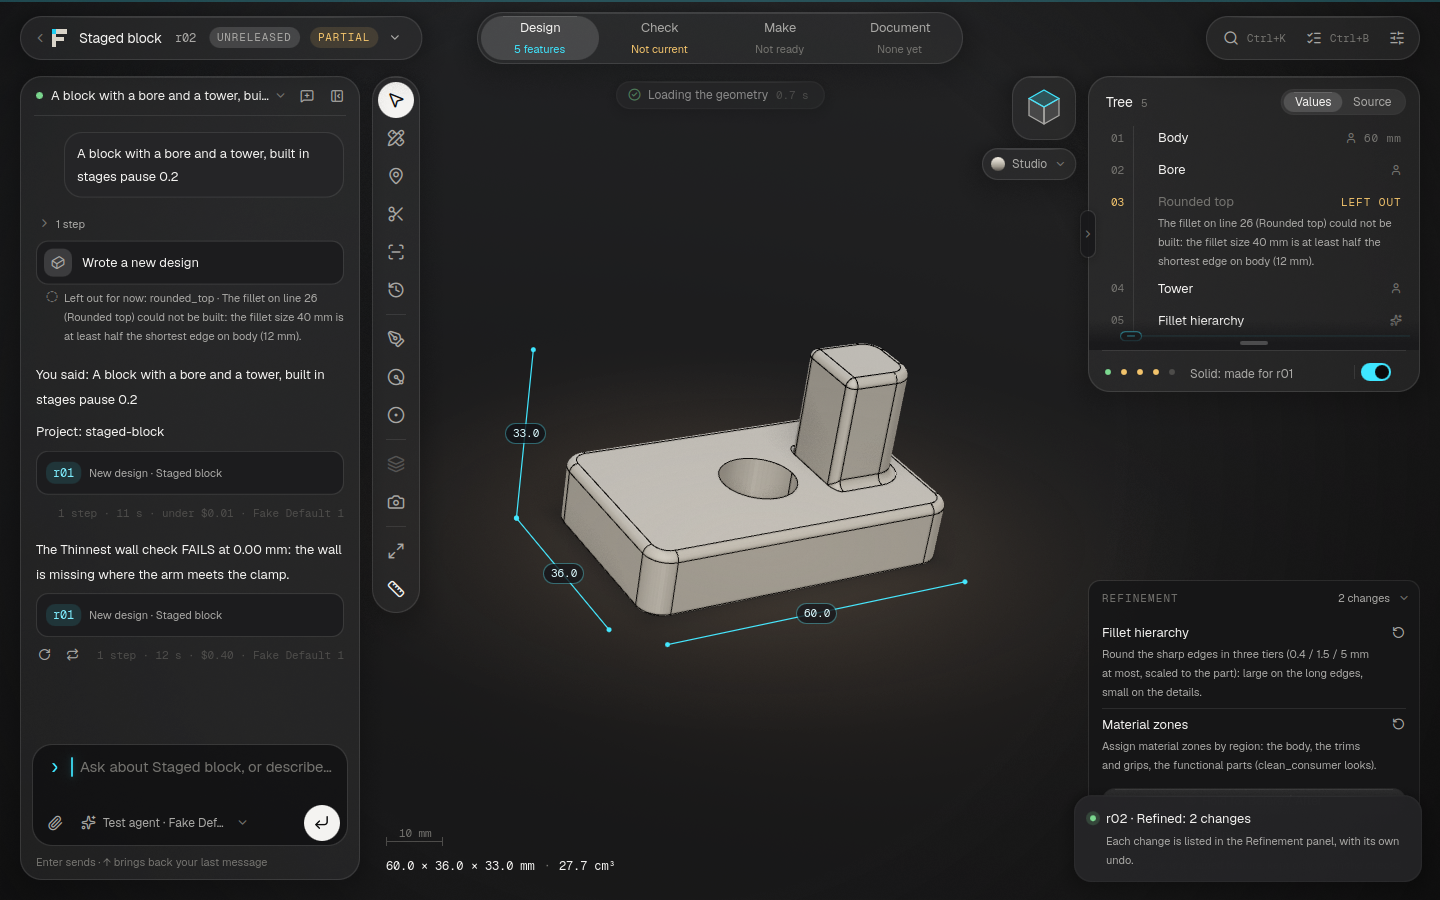 Staged block r02 UNRELEASED PARTIAL
Design
5 features
Check
Not current
Make
Not ready
Document
None yet
Ctrl+K
Ctrl+B
A block with a bore and a tower, bui…
A block with a bore and a tower, built in
stages pause 0.2
1 step
Wrote a new design
Left out for now: rounded_top · The fillet on line 26
(Rounded top) could not be built: the fillet size 40 mm is
at least half the shortest edge on body (12 mm).
You said: A block with a bore and a tower, built in
stages pause 0.2
Project: staged-block
r01 New design · Staged block
1 step · 11 s · under $0.01 · Fake Default 1
The Thinnest wall check FAILS at 0.00 mm: the wall
is missing where the arm meets the clamp.
r01 New design · Staged block
1 step · 12 s · $0.40 · Fake Default 1
Ask about Staged block, or describe…
Test agent · Fake Def…
Enter sends · ↑ brings back your last message
Loading the geometry 0.7 s
Studio
33.0
36.0
60.0
10 mm
60.0 × 36.0 × 33.0 mm · 27.7 cm³
Tree 5
Values Source
01 Body 60 mm
02 Bore
03 Rounded top LEFT OUT
The fillet on line 26 (Rounded top) could not be
built: the fillet size 40 mm is at least half the
shortest edge on body (12 mm).
04 Tower
05 Fillet hierarchy
Solid: made for r01
REFINEMENT 2 changes
Fillet hierarchy
Round the sharp edges in three tiers (0.4 / 1.5 / 5 mm
at most, scaled to the part): large on the long edges,
small on the details.
Material zones
Assign material zones by region: the body, the trims
and grips, the functional parts (clean_consumer looks).
r02 · Refined: 2 changes
Each change is listed in the Refinement panel, with its own
undo.